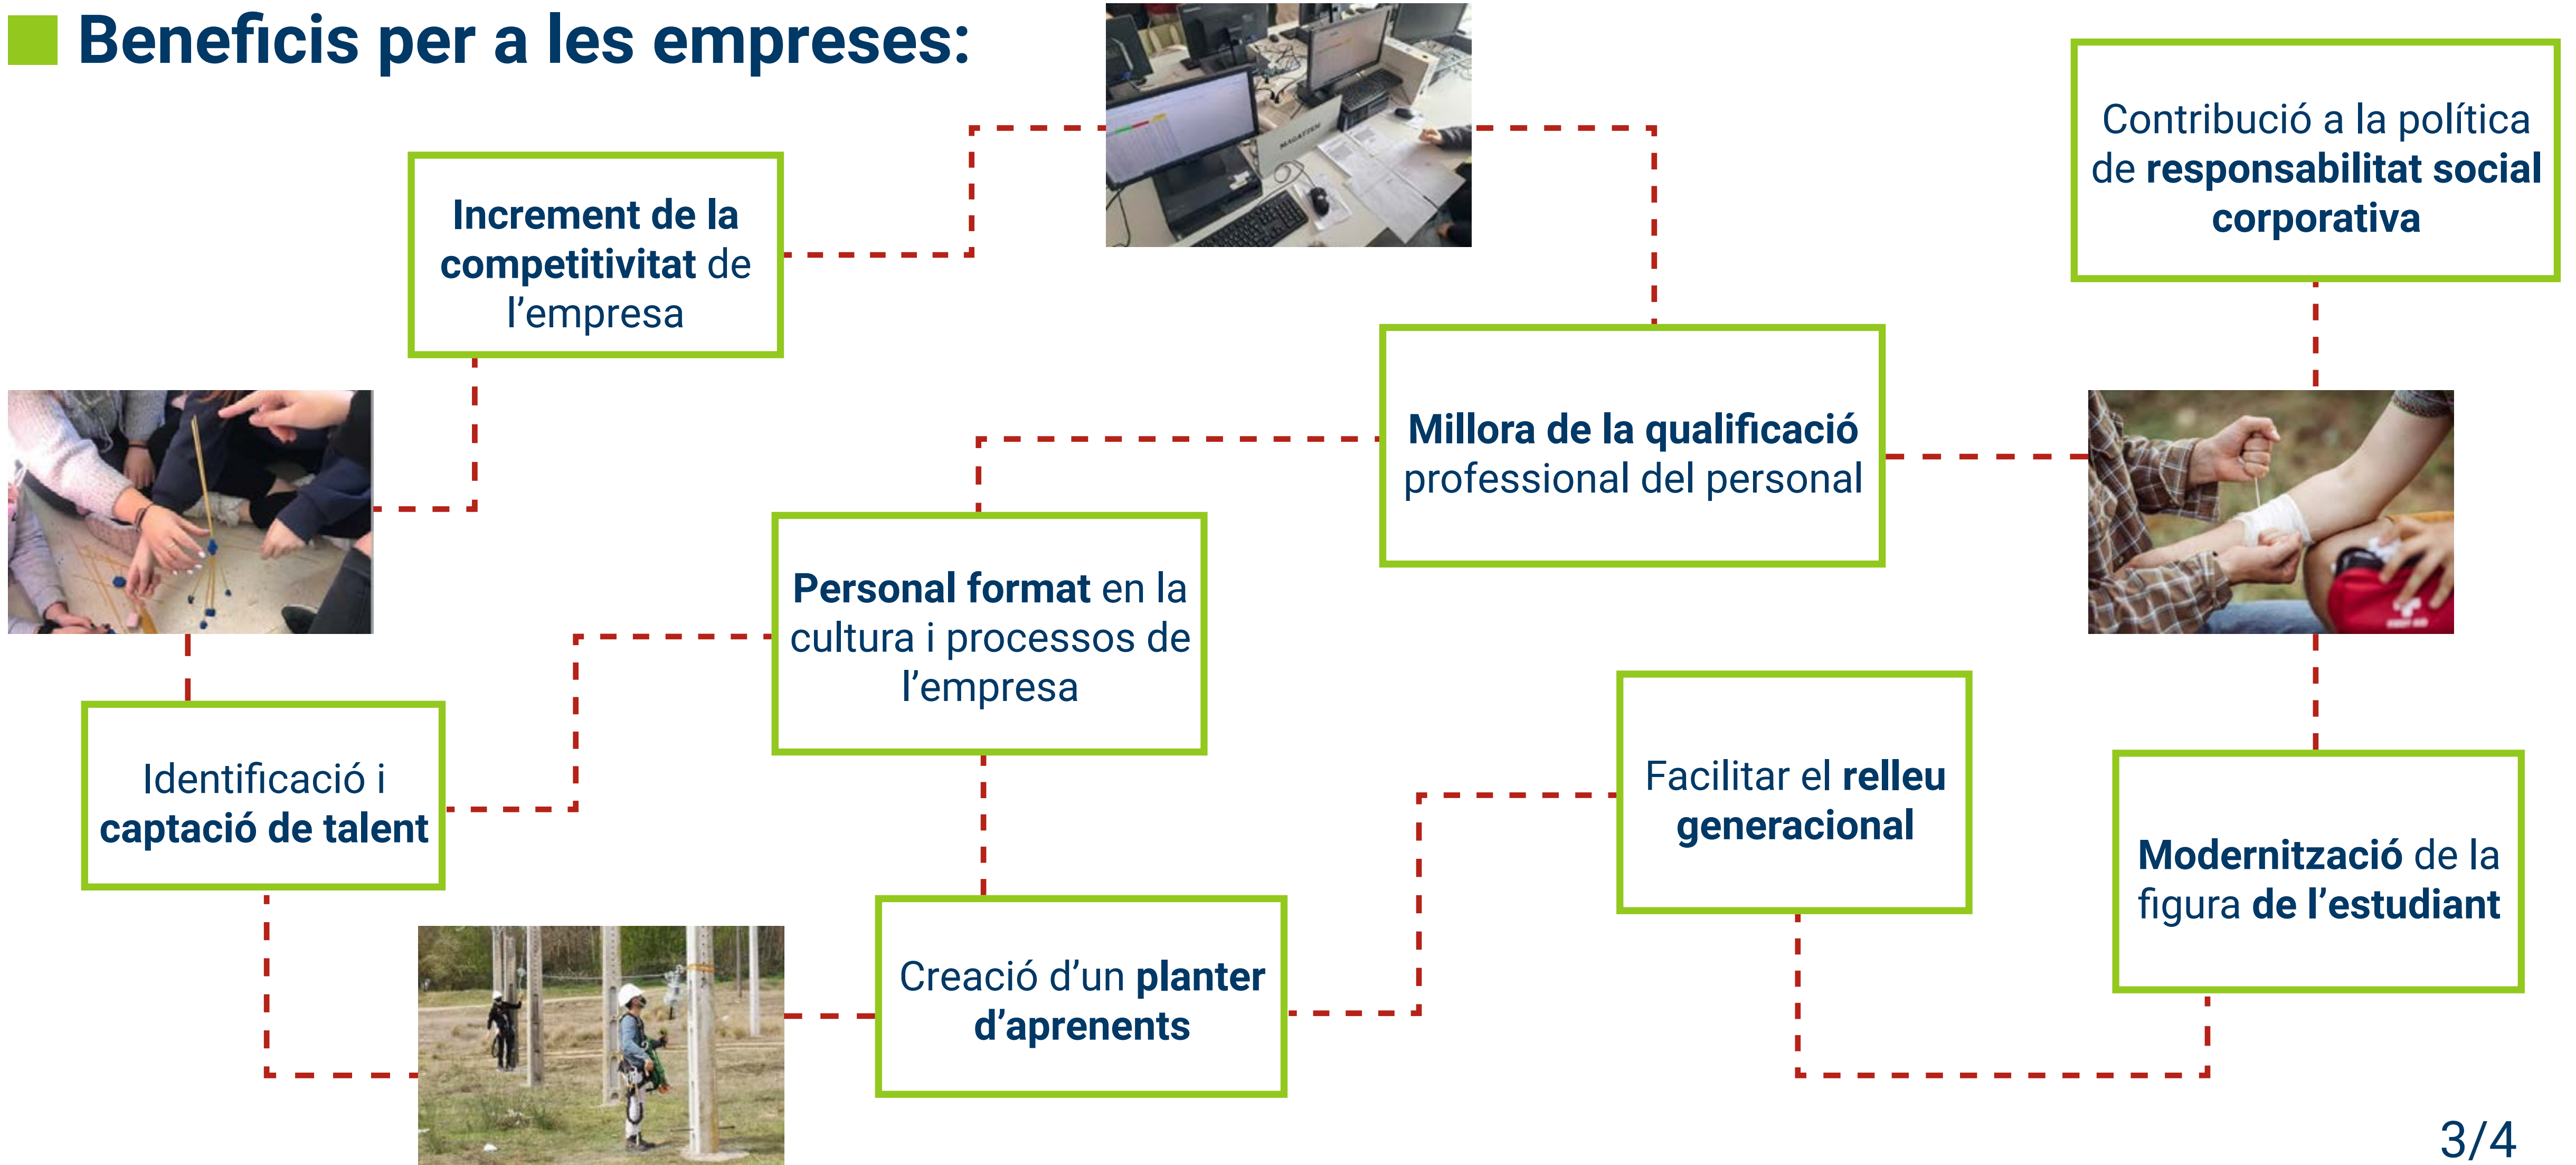 Beneficis per a les empreses:
MAGATZEM
Increment de la
competitivitat de
l’empresa
Contribució a la política
de responsabilitat social
corporativa
Millora de la qualificació
professional del personal
Personal format en la
cultura i processos de
l’empresa
Identificació i
captació de talent
Facilitar el relleu
generacional
Modernització de la
figura de l’estudiant
Creació d’un planter
d’aprenents
3/4